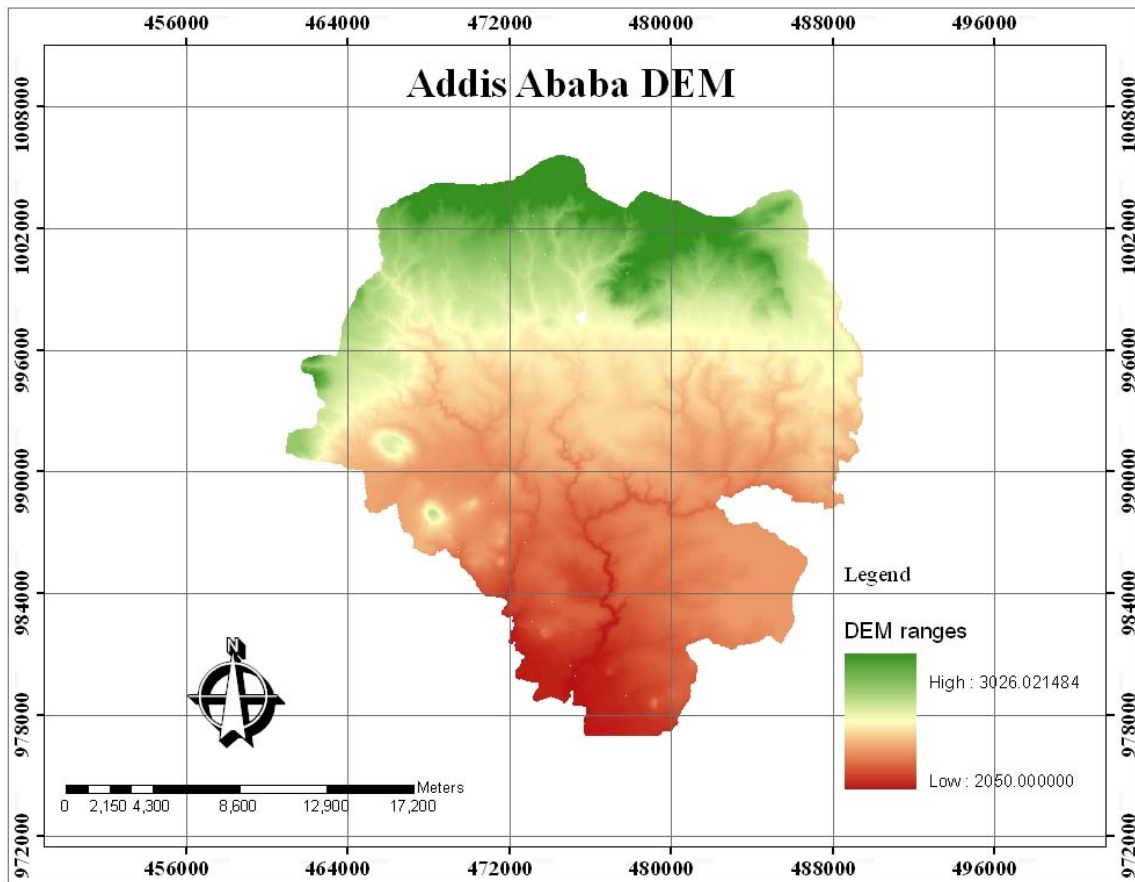 456000 464000 472000 480000 488000 496000
Addis Ababa DEM
1008000 1008000
1002000 1002000
996000 996000
990000 990000
984000 984000
978000 978000
972000 972000
Legend
DEM ranges
High : 3026.021484
Low : 2050.000000
N
Meters
0 2,150 4,300 8,600 12,900 17,200
456000 464000 472000 480000 488000 496000